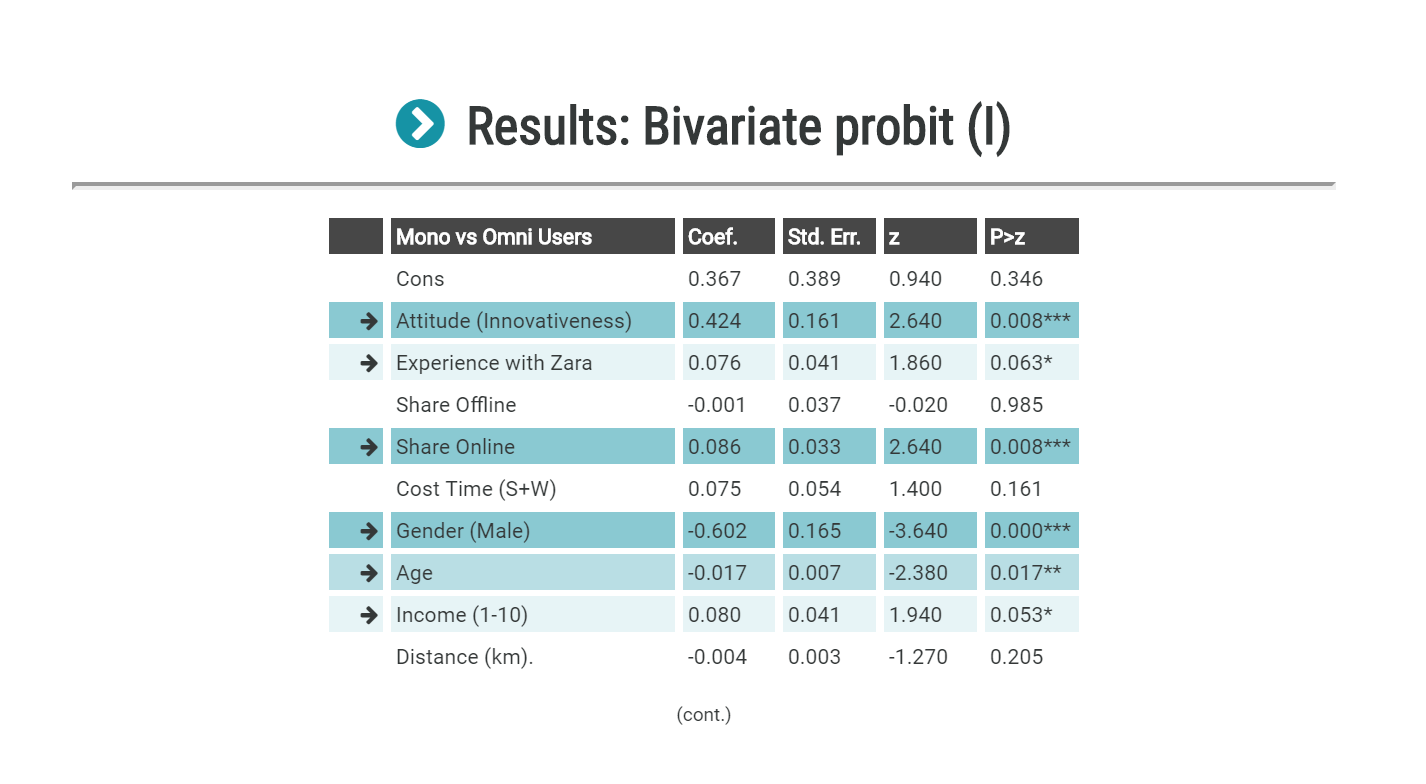 Results: Bivariate probit (I)
Mono vs Omni Users Coef. Std. Err. z P>z
Cons 0.367 0.389 0.940 0.346
Attitude (Innovativeness) 0.424 0.161 2.640 0.008***
Experience with Zara 0.076 0.041 1.860 0.063*
Share Offline -0.001 0.037 -0.020 0.985
Share Online 0.086 0.033 2.640 0.008***
Cost Time (S+W) 0.075 0.054 1.400 0.161
Gender (Male) -0.602 0.165 -3.640 0.000***
Age -0.017 0.007 -2.380 0.017**
Income (1-10) 0.080 0.041 1.940 0.053*
Distance (km). -0.004 0.003 -1.270 0.205
(cont.)